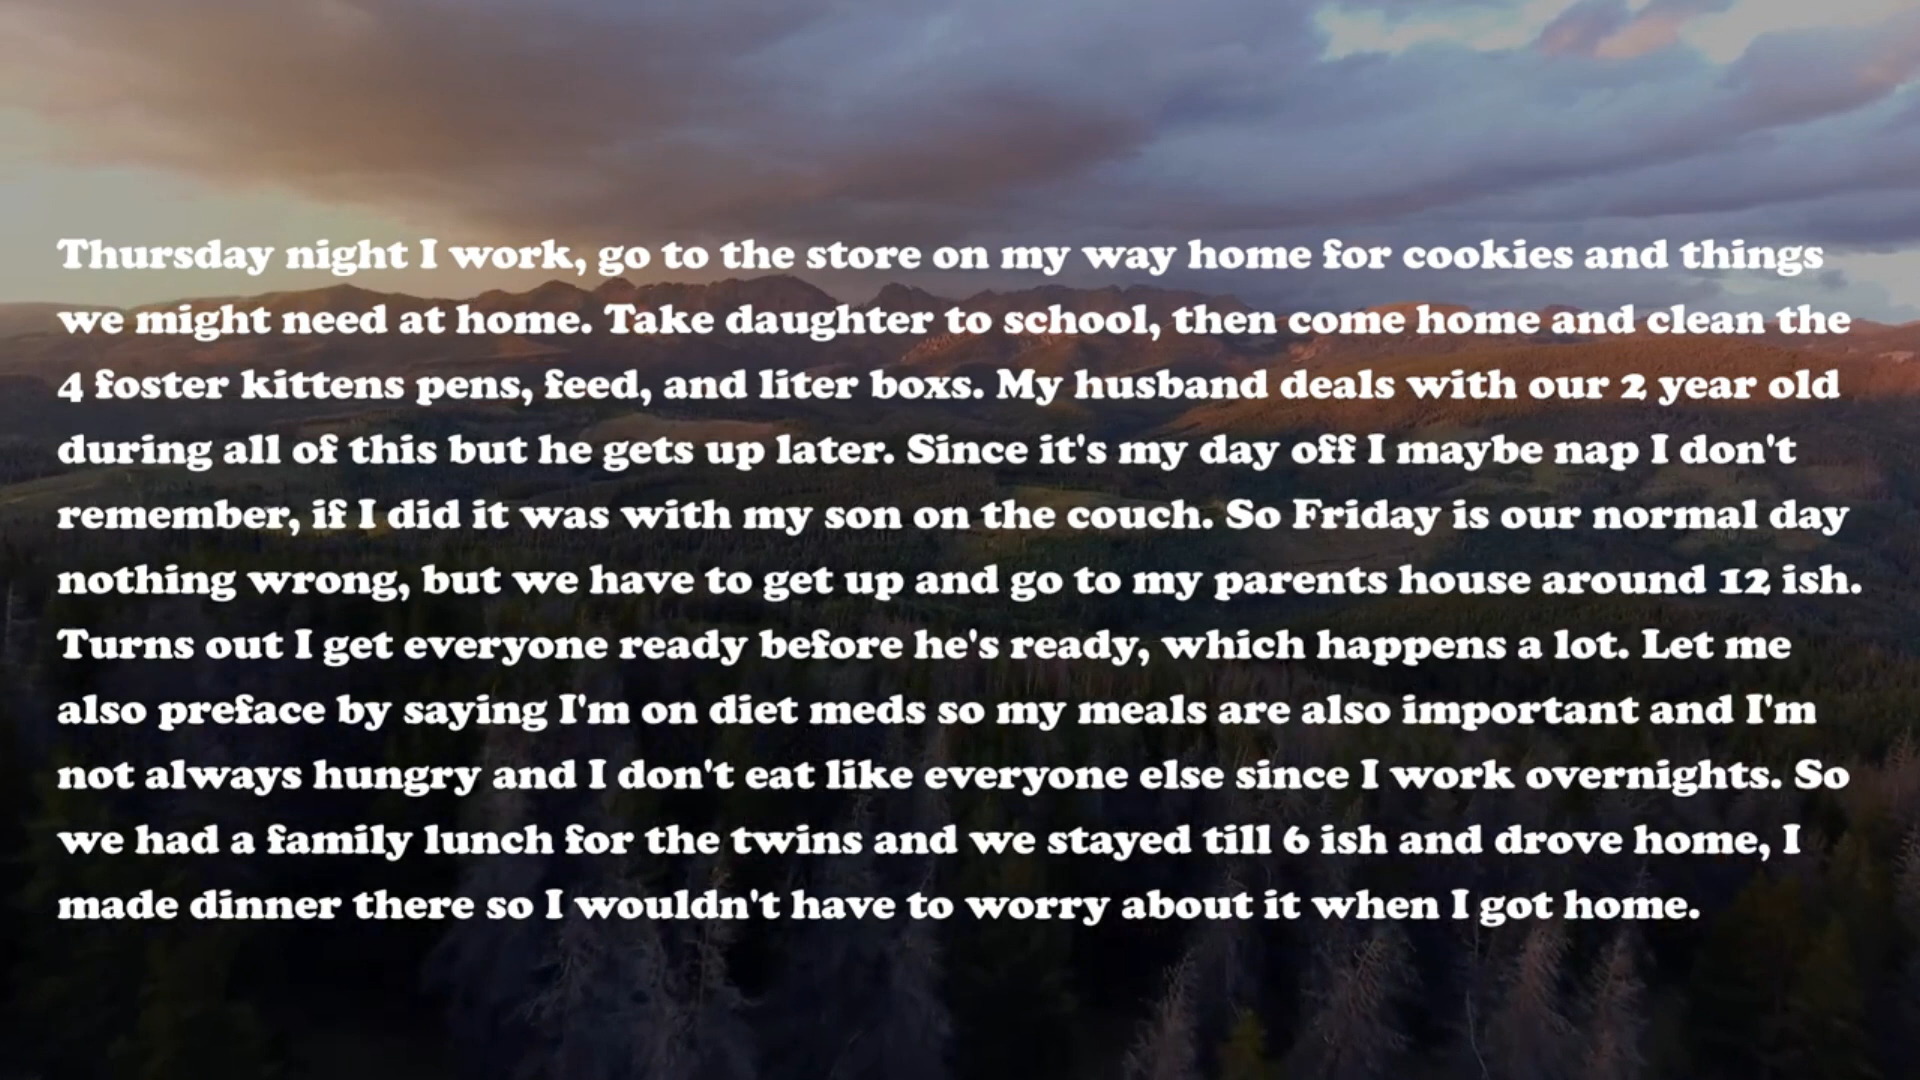 Thursday night I work, go to the store on my way home for cookies and things
we might need at home. Take daughter to school, then come home and clean the
4 foster kittens pens, feed, and liter boxs. My husband deals with our 2 year old
during all of this but he gets up later. Since it's my day off I maybe nap I don't
remember, if I did it was with my son on the couch. So Friday is our normal day
nothing wrong, but we have to get up and go to my parents house around 12 ish.
Turns out I get everyone ready before he's ready, which happens a lot. Let me
also preface by saying I'm on diet meds so my meals are also important and I'm
not always hungry and I don't eat like everyone else since I work overnights. So
we had a family lunch for the twins and we stayed till 6 ish and drove home, I
made dinner there so I wouldn't have to worry about it when I got home.